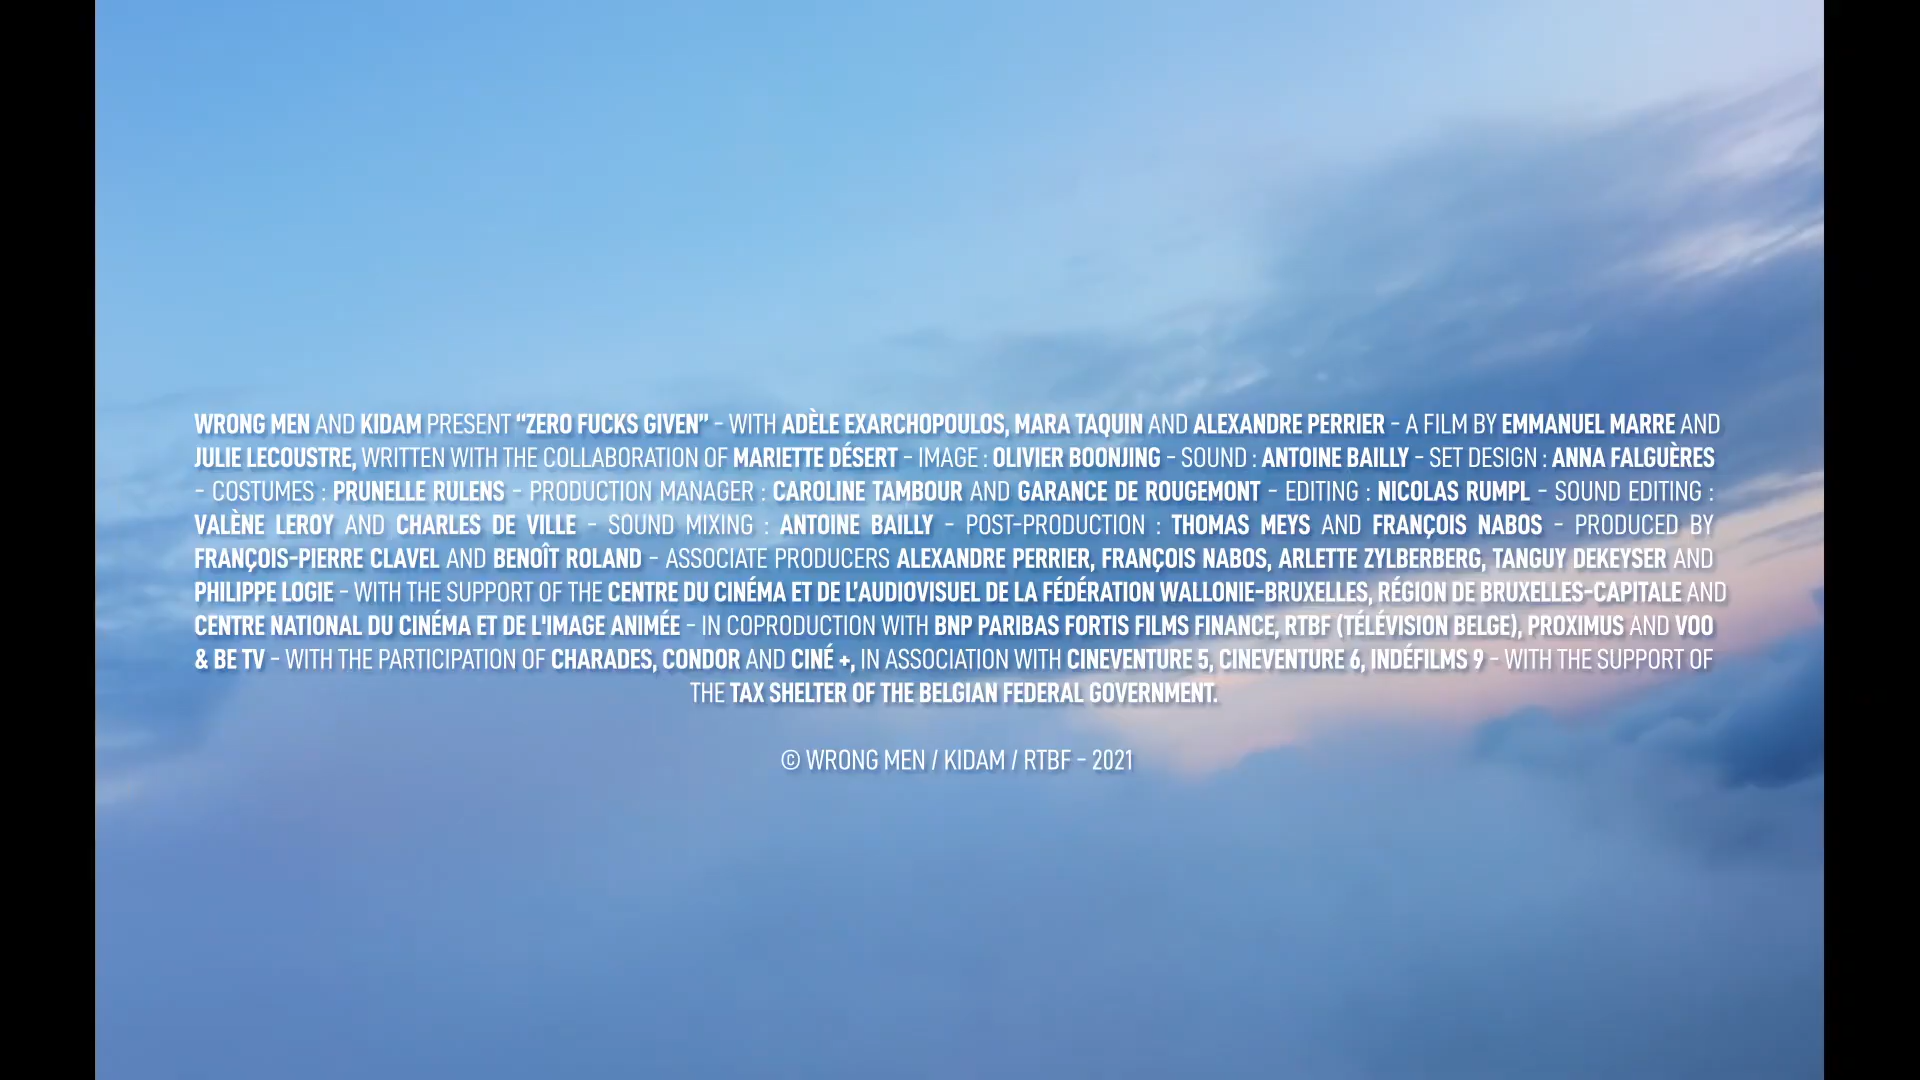 WRONG MEN AND KIDAM PRESENT “ZERO FUCKS GIVEN” - WITH ADÈLE EXARCHOPOULOS, MARA TAQUIN AND ALEXANDRE PERRIER - A FILM BY EMMANUEL MARRE AND
JULIE LECOUSTRE, WRITTEN WITH THE COLLABORATION OF MARIETTE DÉSERT - IMAGE : OLIVIER BOONJING - SOUND : ANTOINE BAILLY - SET DESIGN : ANNA FALGUÈRES
- COSTUMES : PRUNELLE RULENS - PRODUCTION MANAGER : CAROLINE TAMBOUR AND GARANCE DE ROUGEMONT - EDITING : NICOLAS RUMPL - SOUND EDITING :
VALÈNE LEROY AND CHARLES DE VILLE - SOUND MIXING : ANTOINE BAILLY - POST-PRODUCTION : THOMAS MEYS AND FRANÇOIS NABOS - PRODUCED BY
FRANÇOIS-PIERRE CLAVEL AND BENOÎT ROLAND - ASSOCIATE PRODUCERS ALEXANDRE PERRIER, FRANÇOIS NABOS, ARLETTE ZYLBERBERG, TANGUY DEKEYSER AND
PHILIPPE LOGIE - WITH THE SUPPORT OF THE CENTRE DU CINÉMA ET DE L’AUDIOVISUEL DE LA FÉDÉRATION WALLONIE-BRUXELLES, RÉGION DE BRUXELLES-CAPITALE AND
CENTRE NATIONAL DU CINÉMA ET DE L'IMAGE ANIMÉE - IN COPRODUCTION WITH BNP PARIBAS FORTIS FILMS FINANCE, RTBF (TÉLÉVISION BELGE), PROXIMUS AND VOO
& BE TV - WITH THE PARTICIPATION OF CHARADES, CONDOR AND CINÉ +, IN ASSOCIATION WITH CINEVENTURE 5, CINEVENTURE 6, INDÉFILMS 9 - WITH THE SUPPORT OF
THE TAX SHELTER OF THE BELGIAN FEDERAL GOVERNMENT.
© WRONG MEN / KIDAM / RTBF - 2021